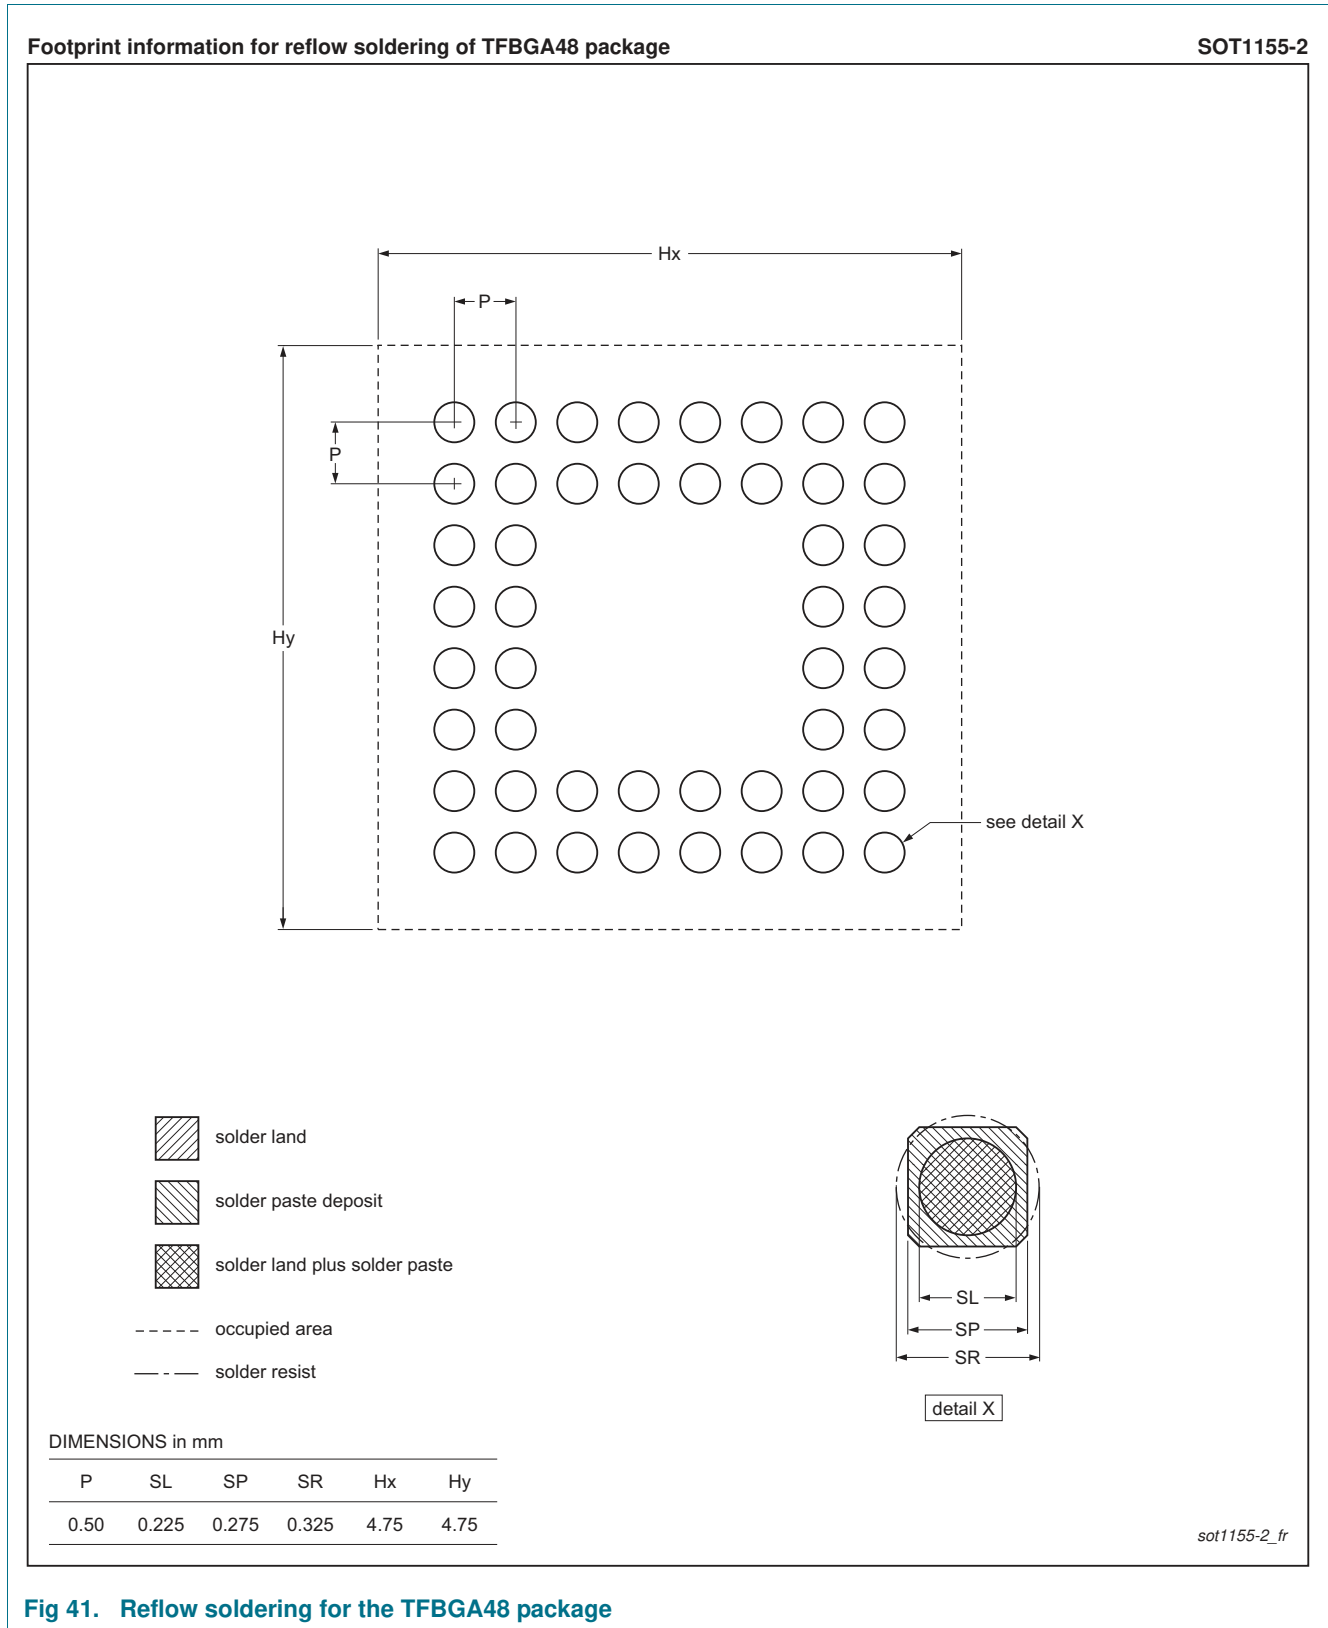 Footprint information for reflow soldering of TFBGA48 package SOT1155-2
Hx
P
P
Hy
see detail X
solder land
solder paste deposit
solder land plus solder paste
occupied area
solder resist
SL
SP
SR
detail X
DIMENSIONS in mm
P SL SP SR Hx Hy
0.50 0.225 0.275 0.325 4.75 4.75
sot1155-2_fr
Fig 41. Reflow soldering for the TFBGA48 package